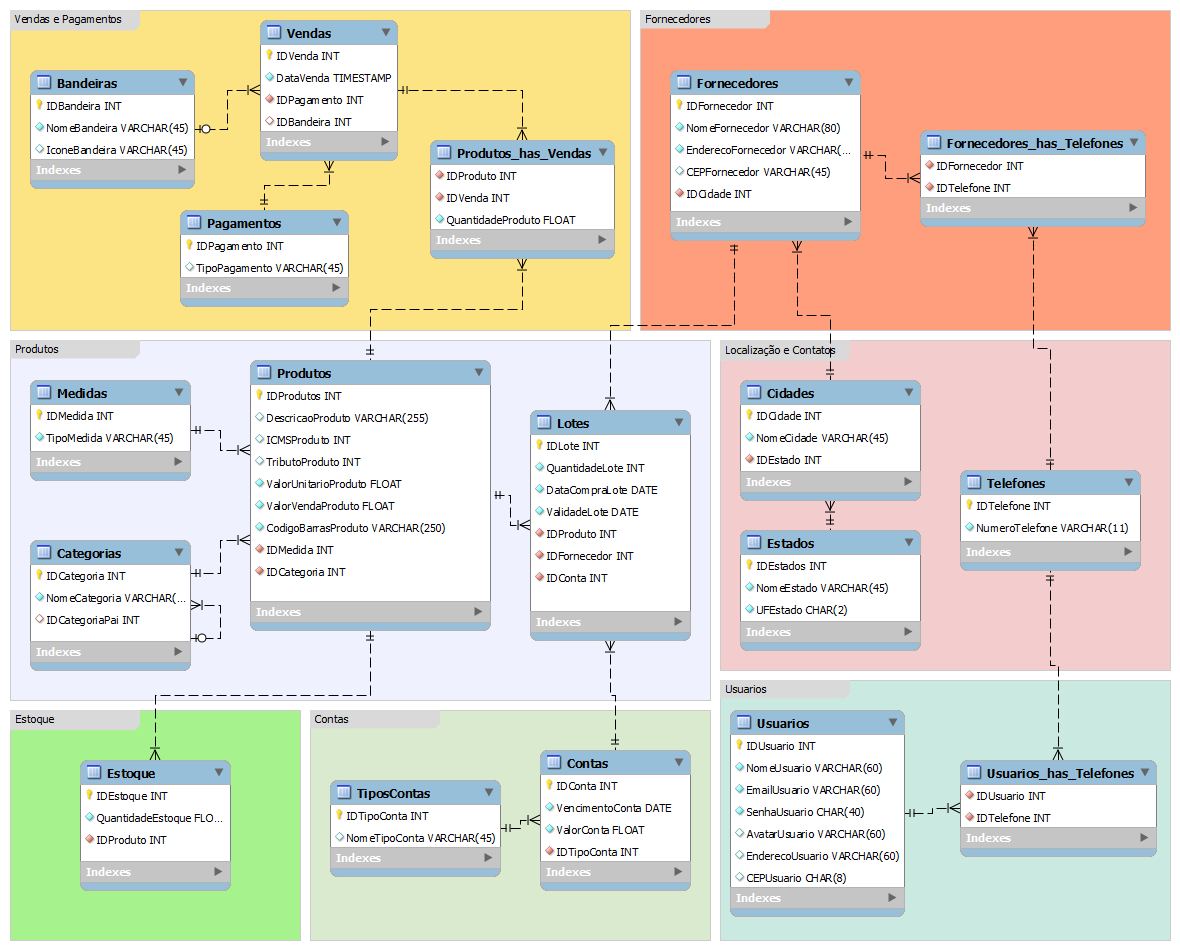 Vendas e Pagamentos
Bandeiras
IDBandeira INT
NomeBandeira VARCHAR(45)
IconeBandeira VARCHAR(45)
Indexes
Vendas
IDVenda INT
DataVenda TIMESTAMP
IDPagamento INT
IDBandeira INT
Indexes
Produtos_has_Vendas
IDProduto INT
IDVenda INT
QuantidadeProduto FLOAT
Indexes
Pagamentos
IDPagamento INT
TipoPagamento VARCHAR(45)
Indexes
Fornecedores
Fornecedores
IDFornecedor INT
NomeFornecedor VARCHAR(80)
EnderecoFornecedor VARCHAR(...
CEPFornecedor VARCHAR(45)
IDCidade INT
Indexes
Fornecedores_has_Telefones
IDFornecedor INT
IDTelefone INT
Indexes
Produtos
Medidas
IDMedida INT
TipoMedida VARCHAR(45)
Indexes
Categorias
IDCategoria INT
NomeCategoria VARCHAR(...
IDCategoriaPai INT
Indexes
Produtos
IDProdutos INT
DescricaoProduto VARCHAR(255)
ICMSProduto INT
TributoProduto INT
ValorUnitarioProduto FLOAT
ValorVendaProduto FLOAT
CodigoBarrasProduto VARCHAR(250)
IDMedida INT
IDCategoria INT
Indexes
Lotes
IDLote INT
QuantidadeLote INT
DataCompraLote DATE
ValidadeLote DATE
IDProduto INT
IDFornecedor INT
IDConta INT
Indexes
Localização e Contatos
Cidades
IDCidade INT
NomeCidade VARCHAR(45)
IDEstado INT
Indexes
Estados
IDEstados INT
NomeEstado VARCHAR(45)
UFEstado CHAR(2)
Indexes
Telefones
IDTelefone INT
NumeroTelefone VARCHAR(11)
Indexes
Estoque
Estoque
IDEstoque INT
QuantidadeEstoque FLO...
IDProduto INT
Indexes
Contas
TiposContas
IDTipoConta INT
NomeTipoConta VARCHAR(45)
Indexes
Contas
IDConta INT
VencimentoConta DATE
ValorConta FLOAT
IDTipoConta INT
Indexes
Usuarios
Usuarios
IDUsuario INT
NomeUsuario VARCHAR(60)
EmailUsuario VARCHAR(60)
SenhaUsuario CHAR(40)
AvatarUsuario VARCHAR(60)
EnderecoUsuario VARCHAR(60)
CEPUsuario CHAR(8)
Indexes
Usuarios_has_Telefones
IDUsuario INT
IDTelefone INT
Indexes